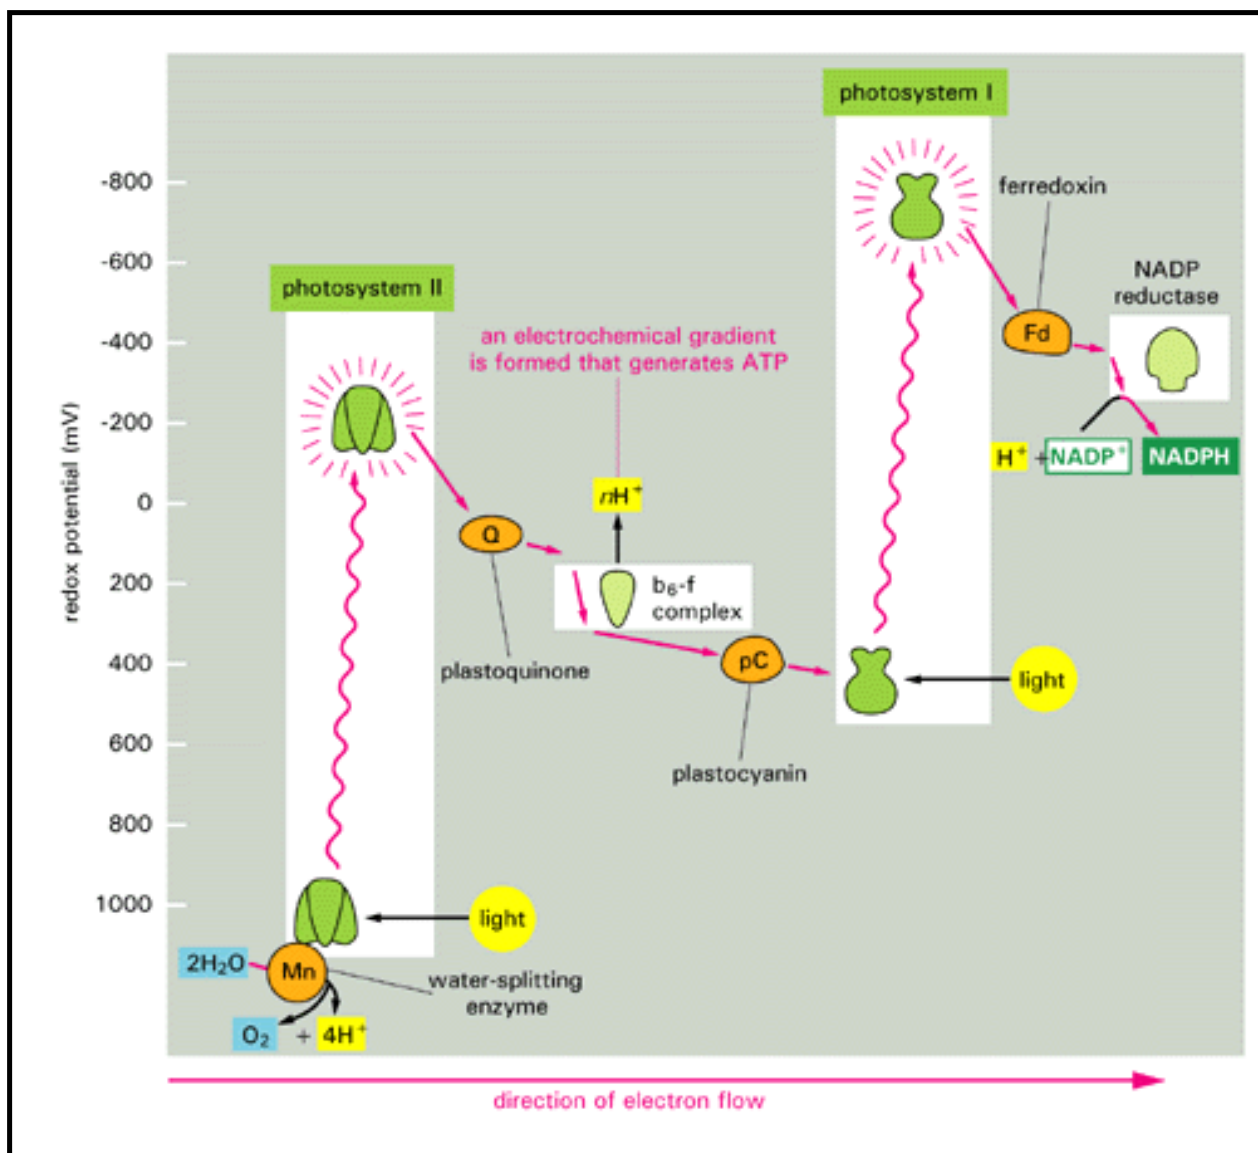 photosystem I
-800
ferredoxin
-600
NADP
reductase
photosystem II
-400
an electrochemical gradient
is formed that generates ATP
Fd
-200
H⁺ + NADP⁺ NADPH
redox potential (mV)
nH⁺
0
Q
200
b₆-f
complex
400
pC
plastoquinone
light
600
plastocyanin
800
1000
light
2H₂O
Mn
water-splitting
enzyme
O₂ + 4H⁺
direction of electron flow